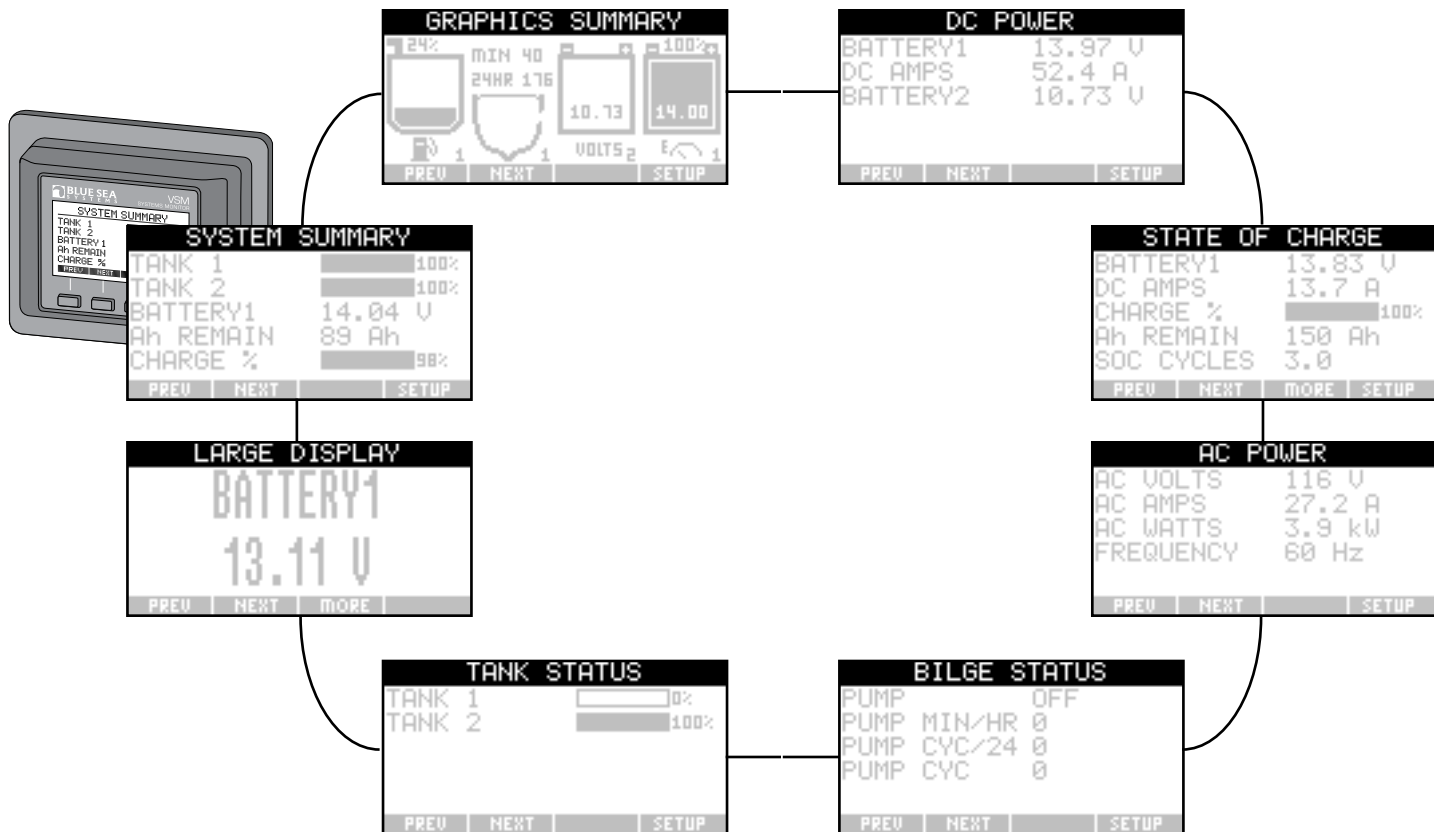 GRAPHICS SUMMARY
24%
MIN 40
24HR 176
100%
10.73
14.00
1
1
VOLTS 2
E 1
PREV NEXT SETUP
DC POWER
BATTERY1 13.97 V
DC AMPS 52.4 A
BATTERY2 10.73 V
PREV NEXT SETUP
BLUE SEA
SYSTEMS
VSM
SYSTEMS MONITOR
SYSTEM SUMMARY
TANK 1
TANK 2
BATTERY1
Ah REMAIN
CHARGE %
PREV NEXT
SYSTEM SUMMARY
TANK 1 100%
TANK 2 100%
BATTERY1 14.04 V
Ah REMAIN 89 Ah
CHARGE % 98%
PREV NEXT SETUP
STATE OF CHARGE
BATTERY1 13.83 V
DC AMPS 13.7 A
CHARGE % 100%
Ah REMAIN 150 Ah
SOC CYCLES 3.0
PREV NEXT MORE SETUP
LARGE DISPLAY
BATTERY1
13.11 V
PREV NEXT MORE
AC POWER
AC VOLTS 116 V
AC AMPS 27.2 A
AC WATTS 3.9 kW
FREQUENCY 60 Hz
PREV NEXT SETUP
TANK STATUS
TANK 1 0%
TANK 2 100%
PREV NEXT SETUP
BILGE STATUS
PUMP OFF
PUMP MIN/HR 0
PUMP CYC/24 0
PUMP CYC 0
PREV NEXT SETUP